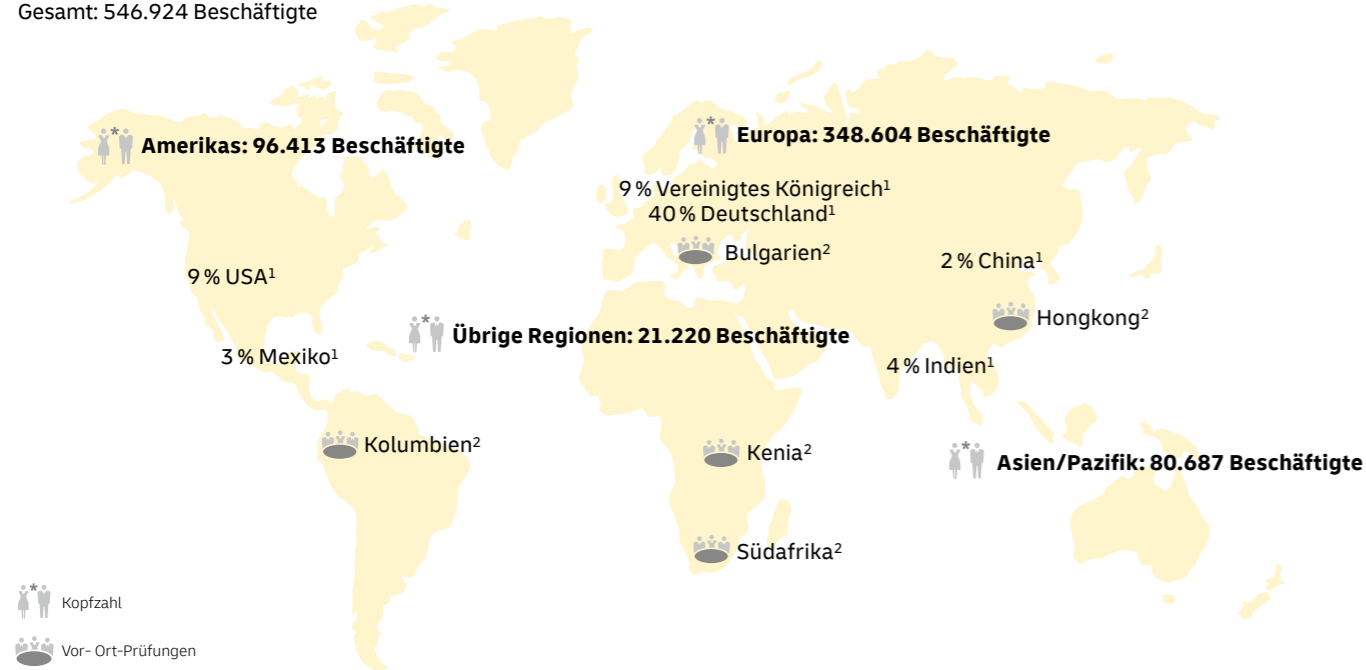 Gesamt: 546.924 Beschäftigte
Amerikas: 96.413 Beschäftigte
Europa: 348.604 Beschäftigte
9 % Vereinigtes Königreich¹
40 % Deutschland¹
Bulgarien²
2 % China¹
9 % USA¹
Hongkong²
Übrige Regionen: 21.220 Beschäftigte
3 % Mexiko¹
4 % Indien¹
Kolumbien²
Kenia²
Asien/Pazifik: 80.687 Beschäftigte
Südafrika²
Kopfzahl
Vor- Ort-Prüfungen